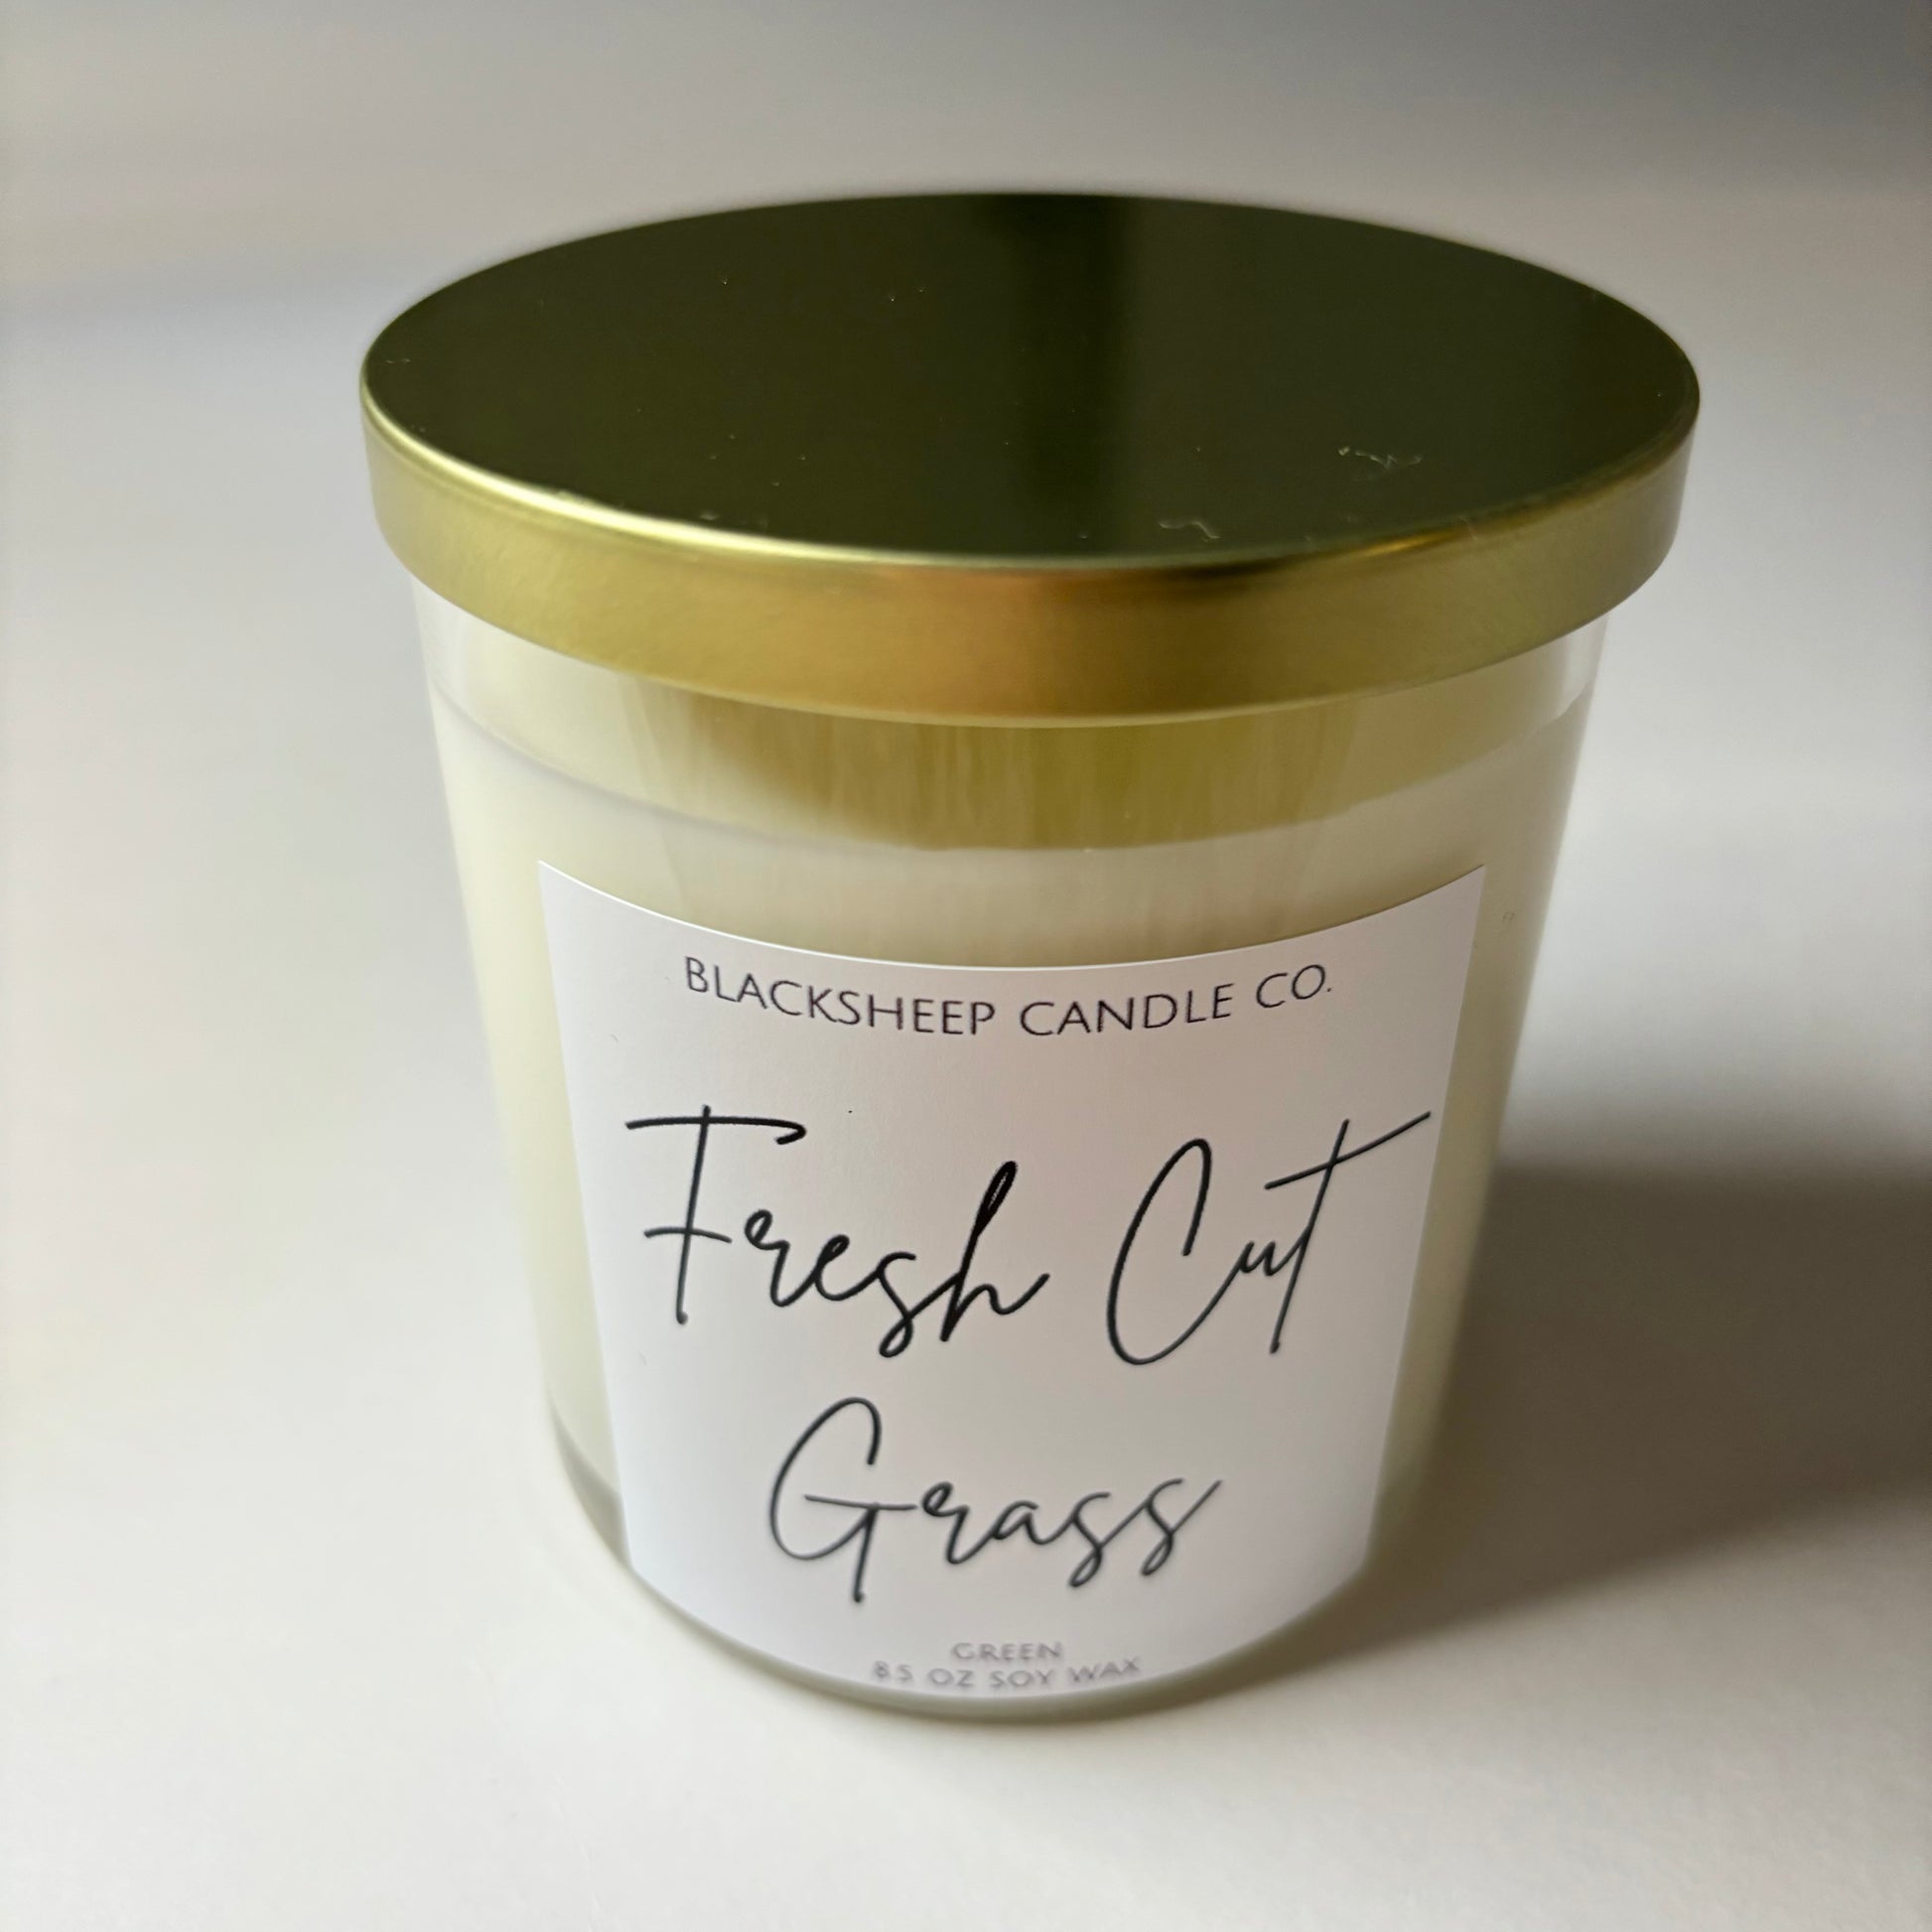 BLACKSHEEP CANDLE CO.
Fresh Cut
Grass
GREEN
8.5 OZ SOY WAX